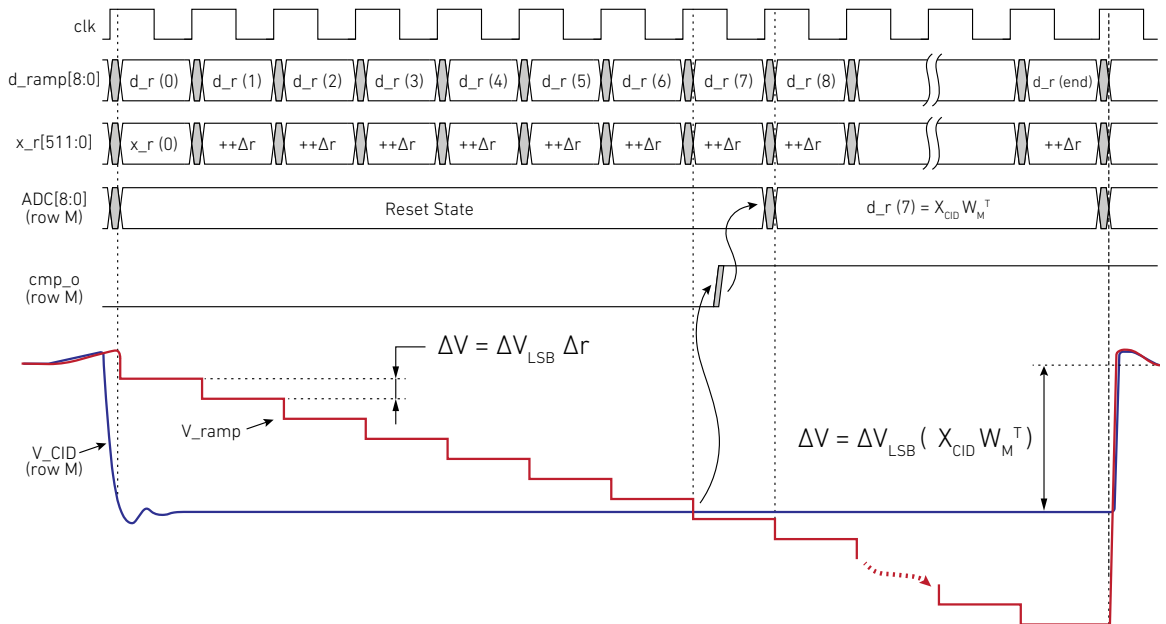 clk
d_ramp[8:0]
d_r (0) d_r (1) d_r (2) d_r (3) d_r (4) d_r (5) d_r (6) d_r (7) d_r (8) d_r (end)
x_r[511:0]
x_r (0) ++Δr ++Δr ++Δr ++Δr ++Δr ++Δr ++Δr ++Δr ++Δr
ADC[8:0]
(row M)
Reset State
d_r (7) = X_CID W_M^T
cmp_o
(row M)
ΔV = ΔV_LSB Δr
V_ramp
V_CID
(row M)
ΔV = ΔV_LSB ( X_CID W_M^T )